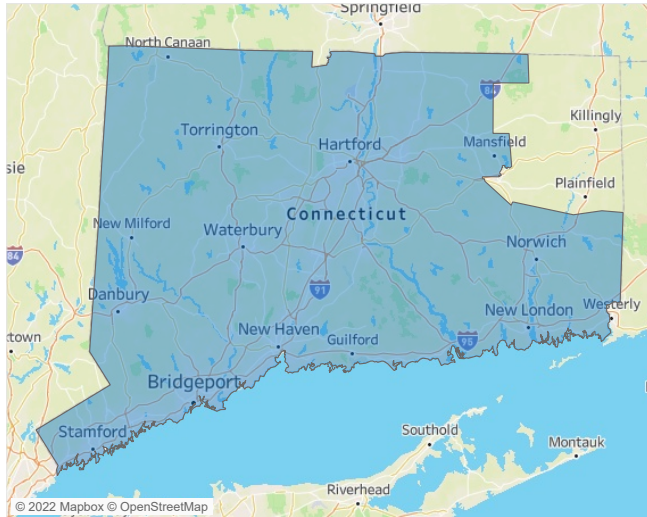 Springfield
North Canaan
84
Killingly
Torrington
Hartford
Mansfield
sie
Plainfield
Connecticut
New Milford
Waterbury
Norwich
84
91
Danbury
New London
Westerly
New Haven
Guilford
95
town
Bridgeport
Stamford
Southold
Montauk
Riverhead
© 2022 Mapbox © OpenStreetMap